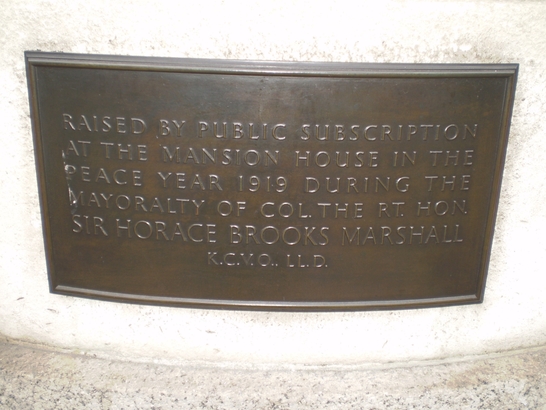 RAISED BY PUBLIC SUBSCRIPTION
AT THE MANSION HOUSE IN THE
PEACE YEAR 1919 DURING THE
MAYORALTY OF COL. THE RT. HON.
SIR HORACE BROOKS MARSHALL
K.C.V.O., LL.D.